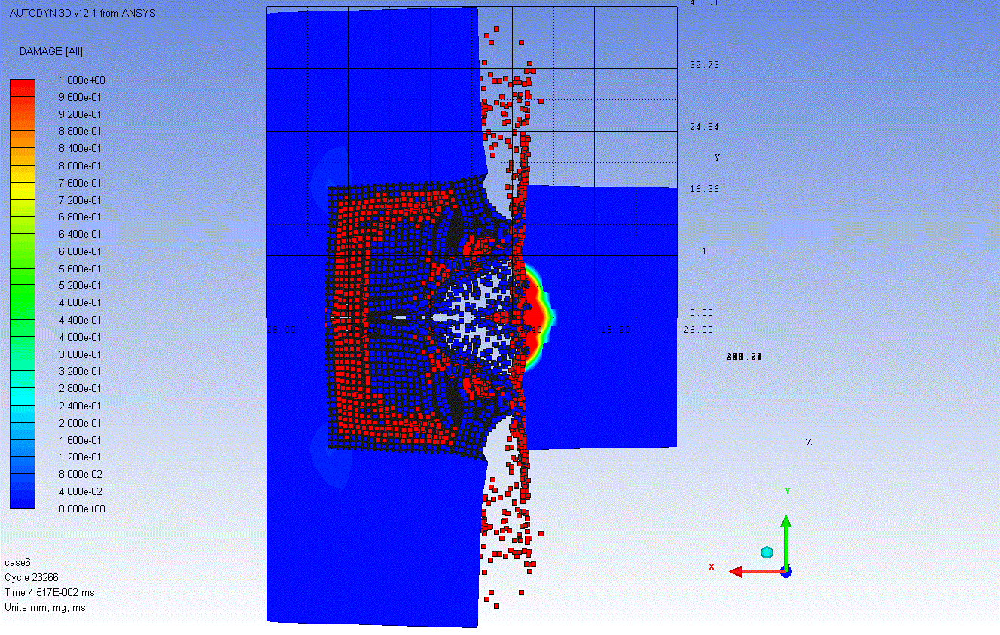 AUTODYN-3D v12.1 from ANSYS
DAMAGE [All]
1.000e+00
9.600e-01
9.200e-01
8.800e-01
8.400e-01
8.000e-01
7.600e-01
7.200e-01
6.800e-01
6.400e-01
6.000e-01
5.600e-01
5.200e-01
4.800e-01
4.400e-01
4.000e-01
3.600e-01
3.200e-01
2.800e-01
2.400e-01
2.000e-01
1.600e-01
1.200e-01
8.000e-02
4.000e-02
0.000e+00
case6
Cycle 23266
Time 4.517E-002 ms
Units mm, mg, ms
40.91
32.73
24.54
Y
16.36
8.18
0.00
-15.20
-26.00
Z
Y
X